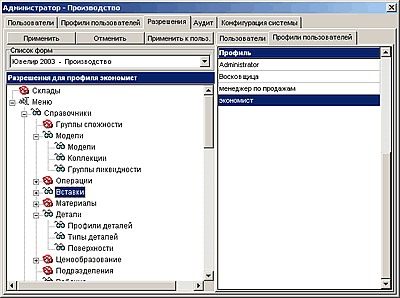 Администратор - Производство
Пользователи Профили пользователей Разрешения Аудит Конфигурация системы
Применить Отменить Применить к польз.
Список форм
Ювелир 2003 - Производство
Разрешения для профиля экономист
Склады
Меню
Справочники
Группы сложности
Модели
Модели
Коллекции
Группы ликвидности
Операции
Вставки
Материалы
Детали
Профили деталей
Типы деталей
Поверхности
Ценообразование
Подразделения
Пользователи Профили пользователей
Профиль
Administrator
Восковщица
менеджер по продажам
экономист